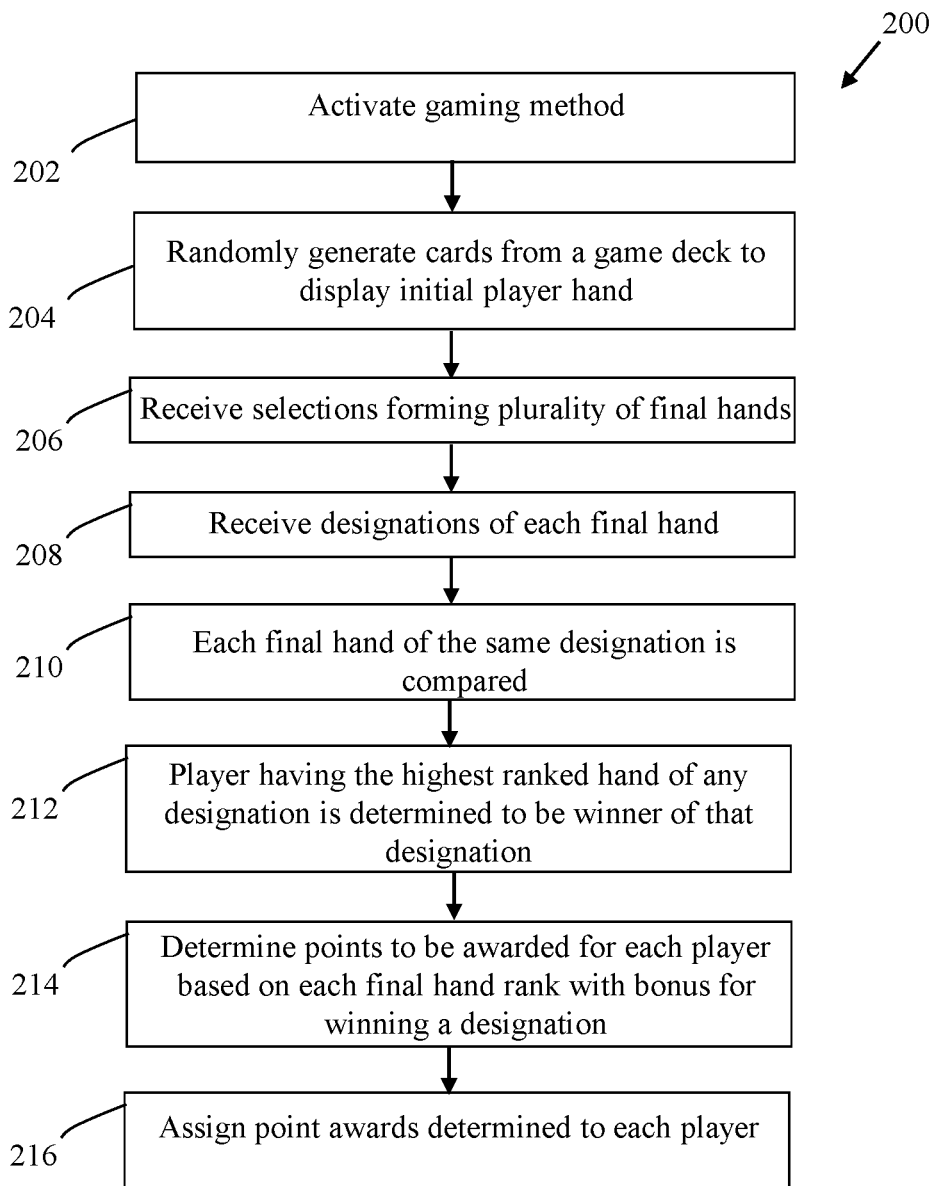 200
Activate gaming method
202
Randomly generate cards from a game deck to
display initial player hand
204
Receive selections forming plurality of final hands
206
Receive designations of each final hand
208
Each final hand of the same designation is
compared
210
Player having the highest ranked hand of any
designation is determined to be winner of that
designation
212
Determine points to be awarded for each player
based on each final hand rank with bonus for
winning a designation
214
Assign point awards determined to each player
216